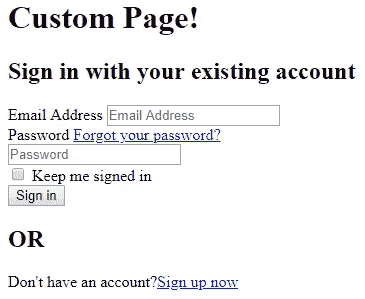 Custom Page!
Sign in with your existing account
Email Address Email Address
Password Forgot your password?
Password
Keep me signed in
Sign in
OR
Don't have an account?Sign up now